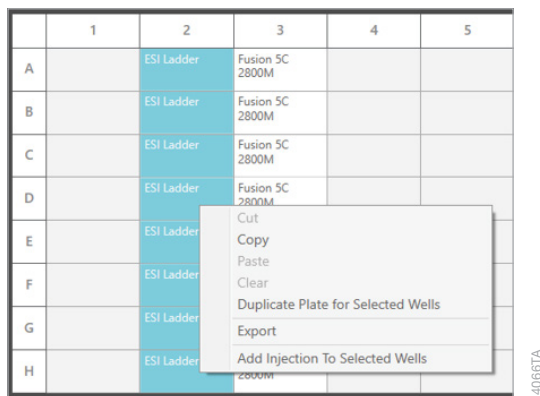 1 2 3 4 5
A ESI Ladder Fusion 5C
2800M
B ESI Ladder Fusion 5C
2800M
C ESI Ladder Fusion 5C
2800M
D ESI Ladder Fusion 5C
2800M
Cut
E ESI Ladder Copy
Paste
F ESI Ladder Clear
Duplicate Plate for Selected Wells
G ESI Ladder Export
H ESI Ladder Add Injection To Selected Wells
2800M
4066TA